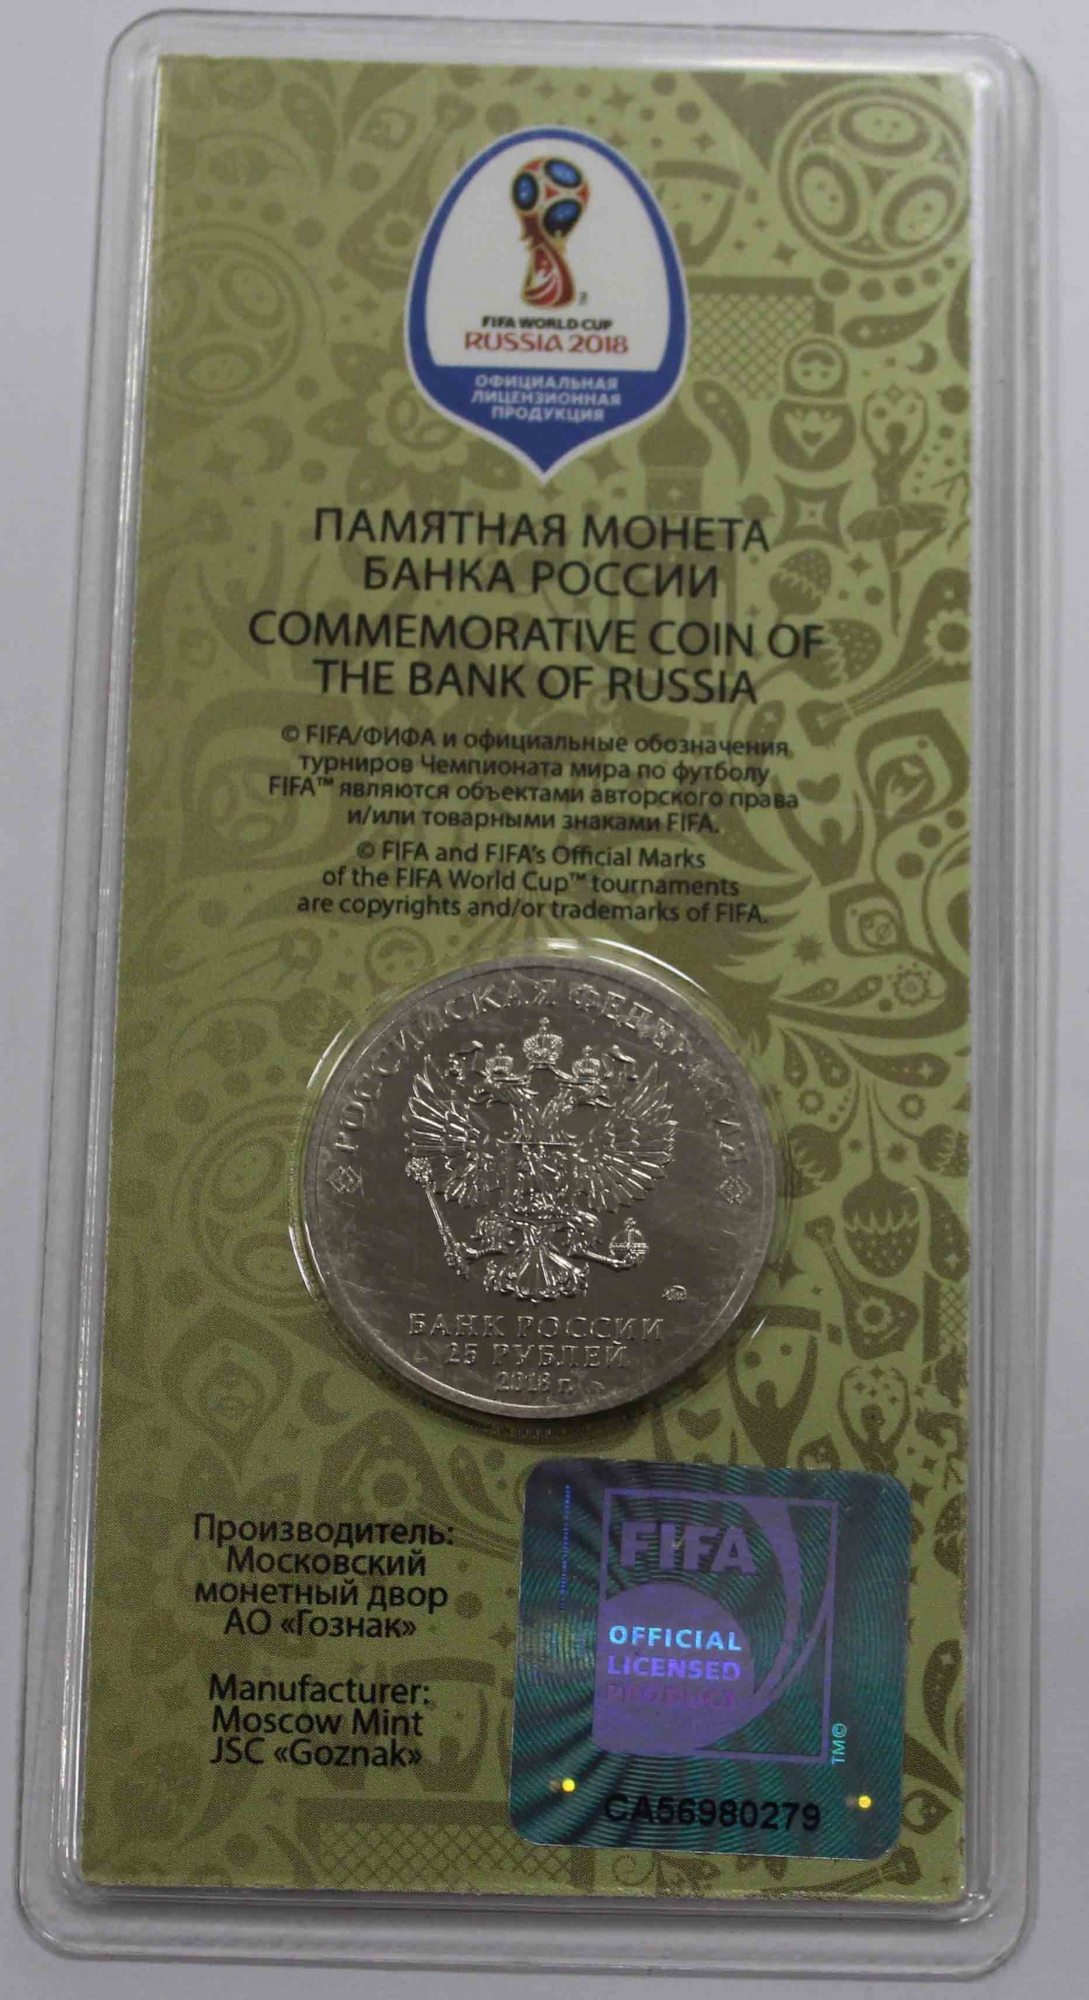 FIFA WORLD CUP
RUSSIA 2018
ОФИЦИАЛЬНАЯ
ЛИЦЕНЗИОННАЯ
ПРОДУКЦИЯ
ПАМЯТНАЯ МОНЕТА
БАНКА РОССИИ
COMMEMORATIVE COIN OF
THE BANK OF RUSSIA
© FIFA/ФИФА и официальные обозначения
турниров Чемпионата мира по футболу
FIFA™ являются объектами авторского права
и/или товарными знаками FIFA.
© FIFA and FIFA's Official Marks
of the FIFA World Cup™ tournaments
are copyrights and/or trademarks of FIFA.
РОССИЙСКАЯ ФЕДЕРАЦИЯ
БАНК РОССИИ
25 РУБЛЕЙ
2018 г.
Производитель:
Московский
монетный двор
АО «Гознак»
Manufacturer:
Moscow Mint
JSC «Goznak»
FIFA
OFFICIAL
LICENSED
PRODUCT
TM©
CA56980279